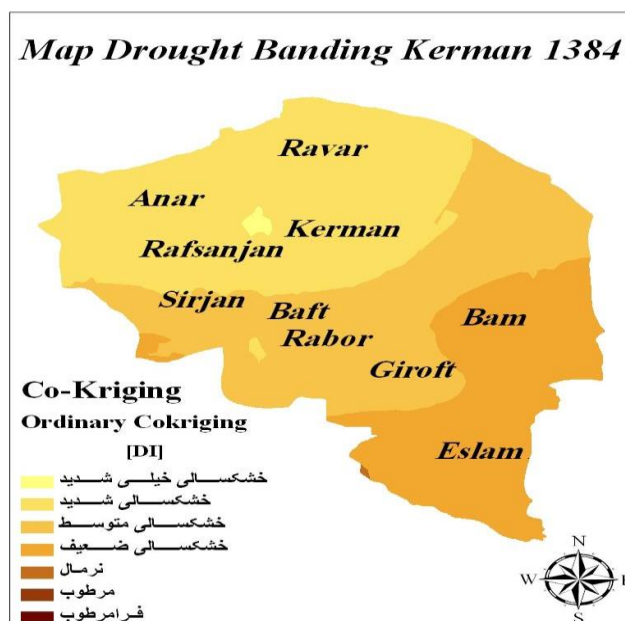 Map Drought Banding Kerman 1384
Ravar
Anar
Kerman
Rafsanjan
Sirjan
Baft
Bam
Rabor
Giroft
Co-Kriging
Ordinary Cokriging
Eslam
[DI]
خشکسالی خیلی شدید
خشکسالی شدید
خشکسالی متوسط
خشکسالی ضعیف
نرمال
مرطوب
فرامرطوب
N
W E
S